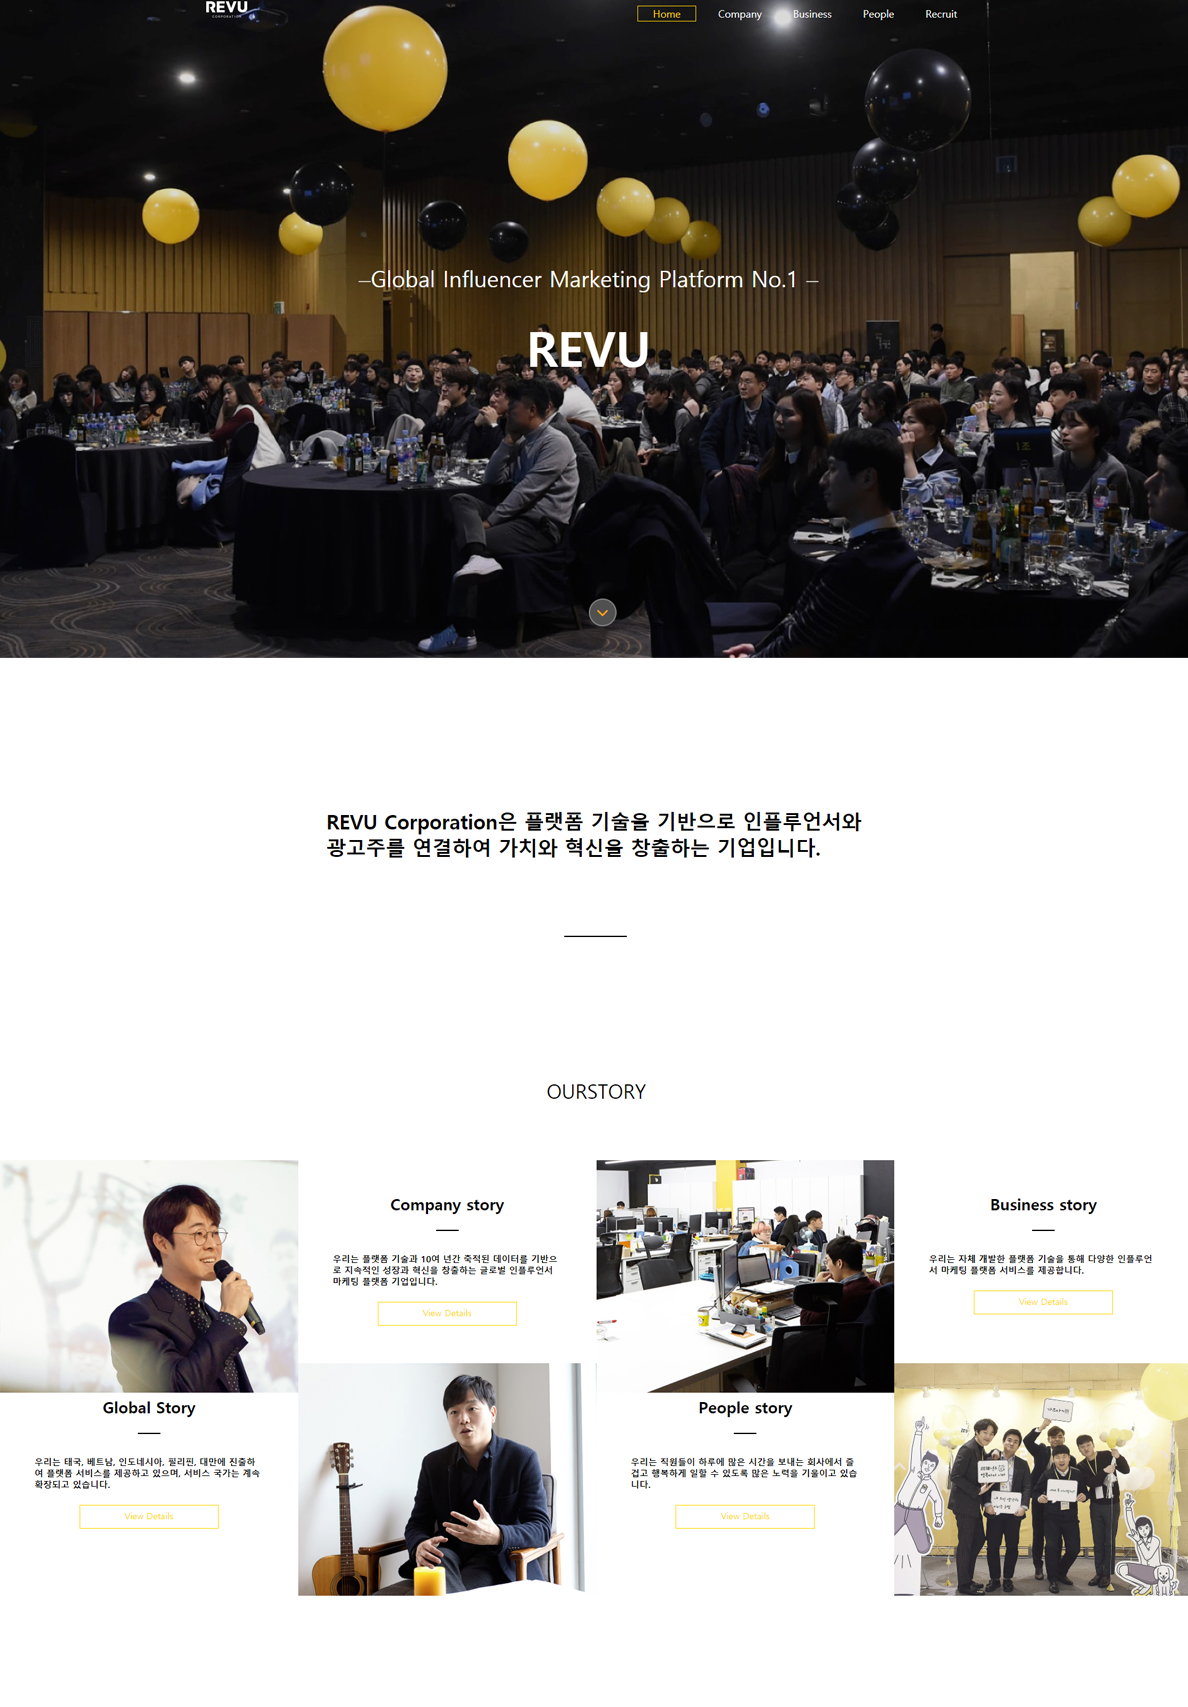 REVU
CORPORATION
Home Company Business People Recruit
—Global Influencer Marketing Platform No.1 —
REVU
1조
REVU Corporation은 플랫폼 기술을 기반으로 인플루언서와
광고주를 연결하여 가치와 혁신을 창출하는 기업입니다.
OURSTORY
Company story
우리는 플랫폼 기술과 10여 년간 축적된 데이터를 기반으
로 지속적인 성장과 혁신을 창출하는 글로벌 인플루언서
마케팅 플랫폼 기업입니다.
View Details
Business story
우리는 자체 개발한 플랫폼 기술을 통해 다양한 인플루언
서 마케팅 플랫폼 서비스를 제공합니다.
View Details
Global Story
우리는 태국, 베트남, 인도네시아, 필리핀, 대만에 진출하
여 플랫폼 서비스를 제공하고 있으며, 서비스 국가는 계속
확장되고 있습니다.
View Details
People story
우리는 직원들이 하루에 많은 시간을 보내는 회사에서 즐
겁고 행복하게 일할 수 있도록 많은 노력을 기울이고 있습
니다.
View Details